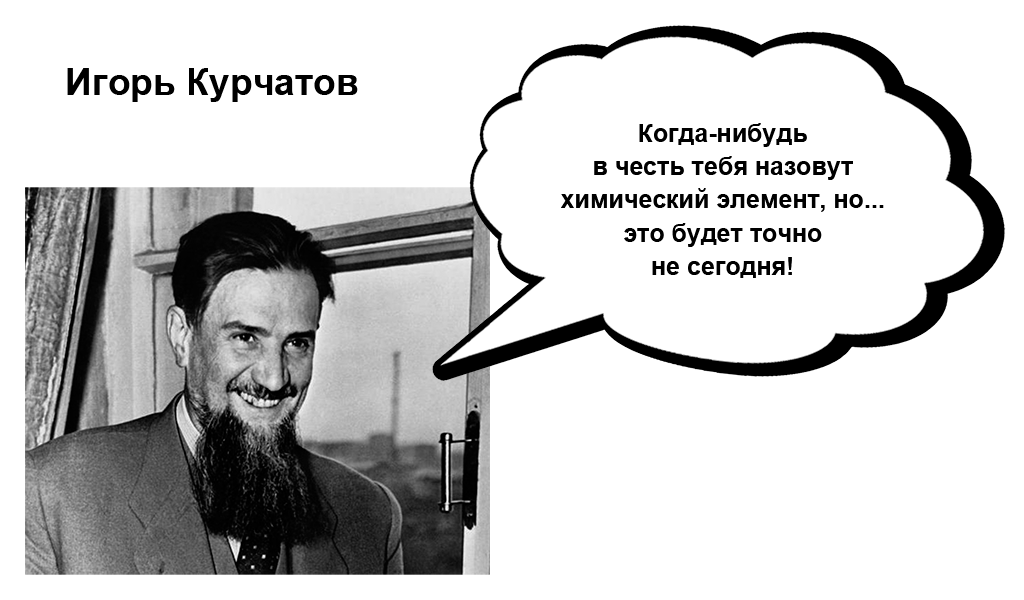 Игорь Курчатов
Когда-нибудь
в честь тебя назовут
химический элемент, но...
это будет точно
не сегодня!